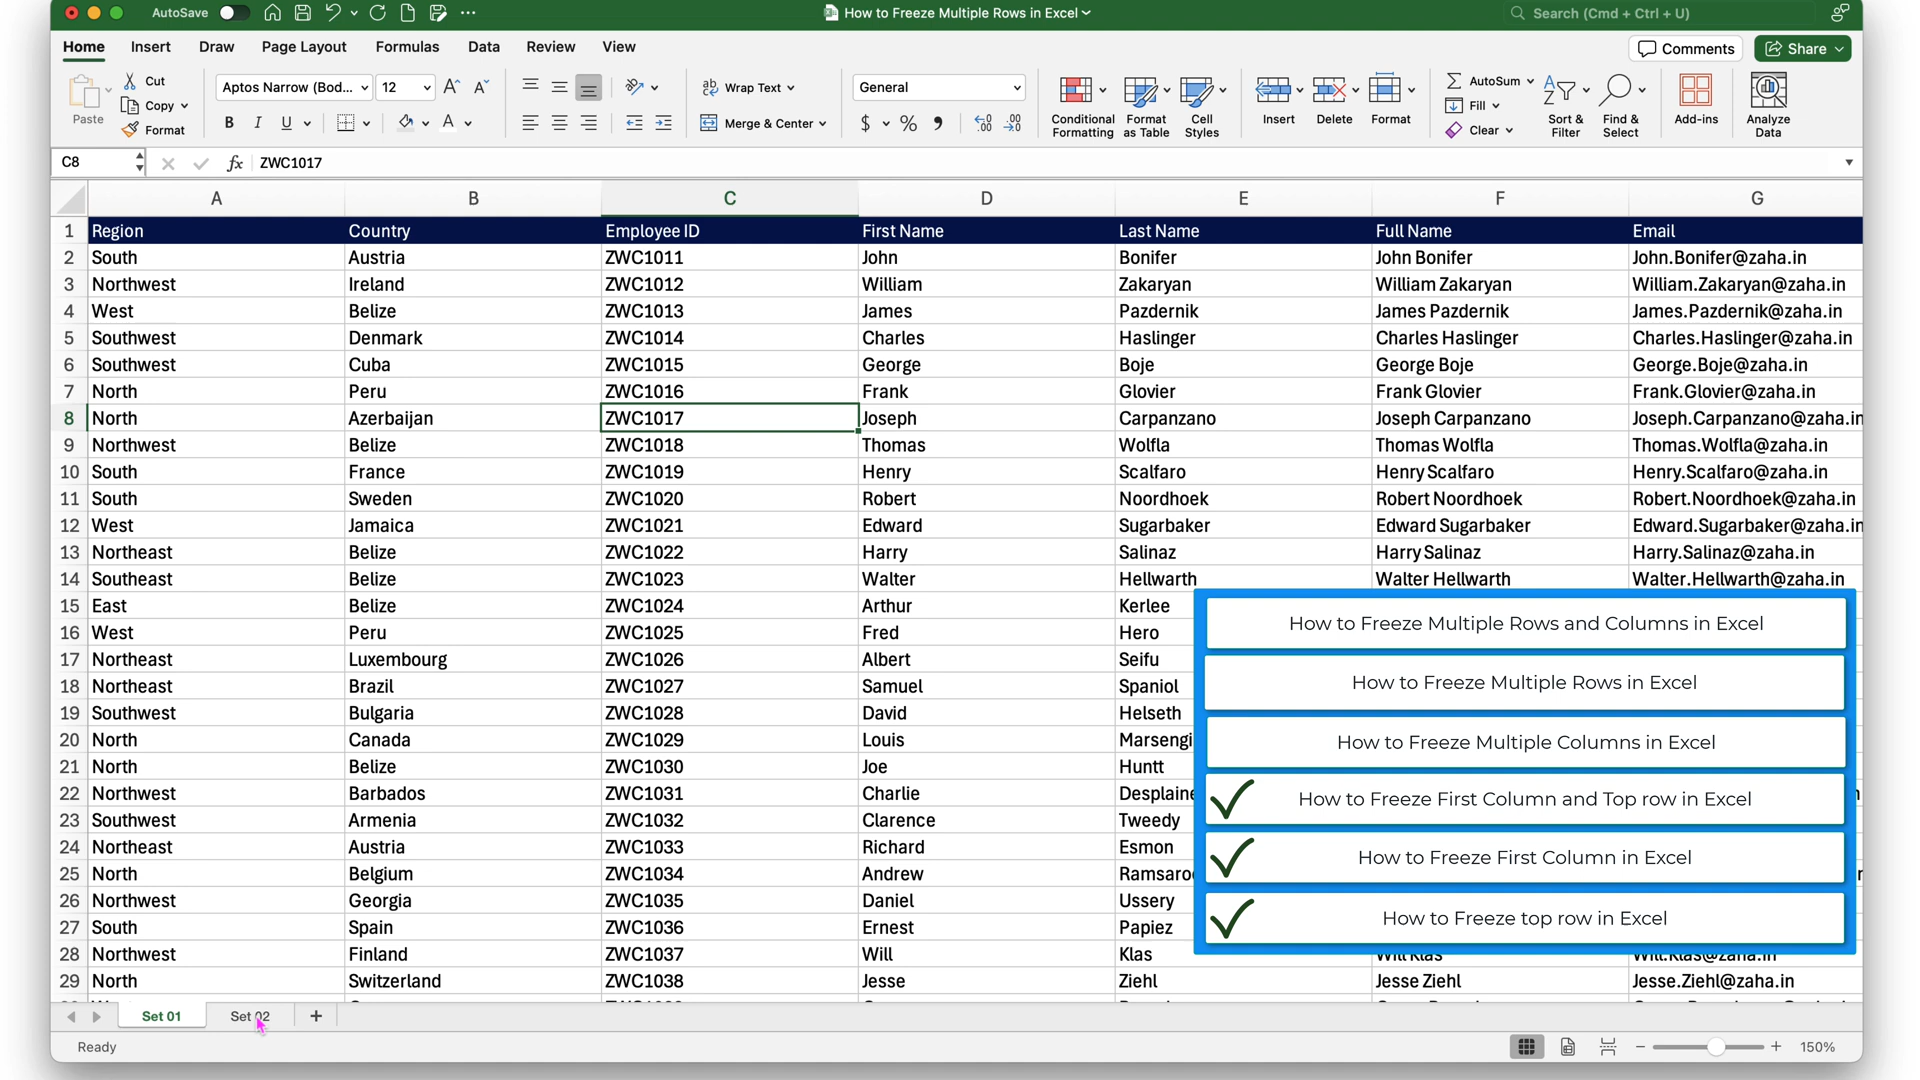 AutoSave
How to Freeze Multiple Rows in Excel
Search (Cmd + Ctrl + U)
Home Insert Draw Page Layout Formulas Data Review View
Comments Share
Paste Cut Copy Format
Aptos Narrow (Bod... 12
B I U A
Wrap Text
Merge & Center
General
$ %
Conditional Formatting
Format as Table
Cell Styles
Insert Delete Format
AutoSum
Fill
Clear
Sort & Filter
Find & Select
Add-ins
Analyze Data
C8 fx ZWC1017
A B C D E F G
1 Region Country Employee ID First Name Last Name Full Name Email
2 South Austria ZWC1011 John Bonifer John Bonifer John.Bonifer@zaha.in
3 Northwest Ireland ZWC1012 William Zakaryan William Zakaryan William.Zakaryan@zaha.in
4 West Belize ZWC1013 James Pazdernik James Pazdernik James.Pazdernik@zaha.in
5 Southwest Denmark ZWC1014 Charles Haslinger Charles Haslinger Charles.Haslinger@zaha.in
6 Southwest Cuba ZWC1015 George Boje George Boje George.Boje@zaha.in
7 North Peru ZWC1016 Frank Glovier Frank Glovier Frank.Glovier@zaha.in
8 North Azerbaijan ZWC1017 Joseph Carpanzano Joseph Carpanzano Joseph.Carpanzano@zaha.in
9 Northwest Belize ZWC1018 Thomas Wolfla Thomas Wolfla Thomas.Wolfla@zaha.in
10 South France ZWC1019 Henry Scalfaro Henry Scalfaro Henry.Scalfaro@zaha.in
11 South Sweden ZWC1020 Robert Noordhoek Robert Noordhoek Robert.Noordhoek@zaha.in
12 West Jamaica ZWC1021 Edward Sugarbaker Edward Sugarbaker Edward.Sugarbaker@zaha.in
13 Northeast Belize ZWC1022 Harry Salinaz Harry Salinaz Harry.Salinaz@zaha.in
14 Southeast Belize ZWC1023 Walter Hellwarth Walter Hellwarth Walter.Hellwarth@zaha.in
15 East Belize ZWC1024 Arthur Kerlee
16 West Peru ZWC1025 Fred Hero
17 Northeast Luxembourg ZWC1026 Albert Seifu
18 Northeast Brazil ZWC1027 Samuel Spaniol
19 Southwest Bulgaria ZWC1028 David Helseth
20 North Canada ZWC1029 Louis Marsengi
21 North Belize ZWC1030 Joe Huntt
22 Northwest Barbados ZWC1031 Charlie Desplaine
23 Southwest Armenia ZWC1032 Clarence Tweedy
24 Northeast Austria ZWC1033 Richard Esmon
25 North Belgium ZWC1034 Andrew Ramsaroo
26 Northwest Georgia ZWC1035 Daniel Ussery
27 South Spain ZWC1036 Ernest Papiez
28 Northwest Finland ZWC1037 Will Klas Will Klas Will.Klas@zaha.in
29 North Switzerland ZWC1038 Jesse Ziehl Jesse Ziehl Jesse.Ziehl@zaha.in
How to Freeze Multiple Rows and Columns in Excel
How to Freeze Multiple Rows in Excel
How to Freeze Multiple Columns in Excel
How to Freeze First Column and Top row in Excel
How to Freeze First Column in Excel
How to Freeze top row in Excel
Set 01 Set 02 +
Ready
150%